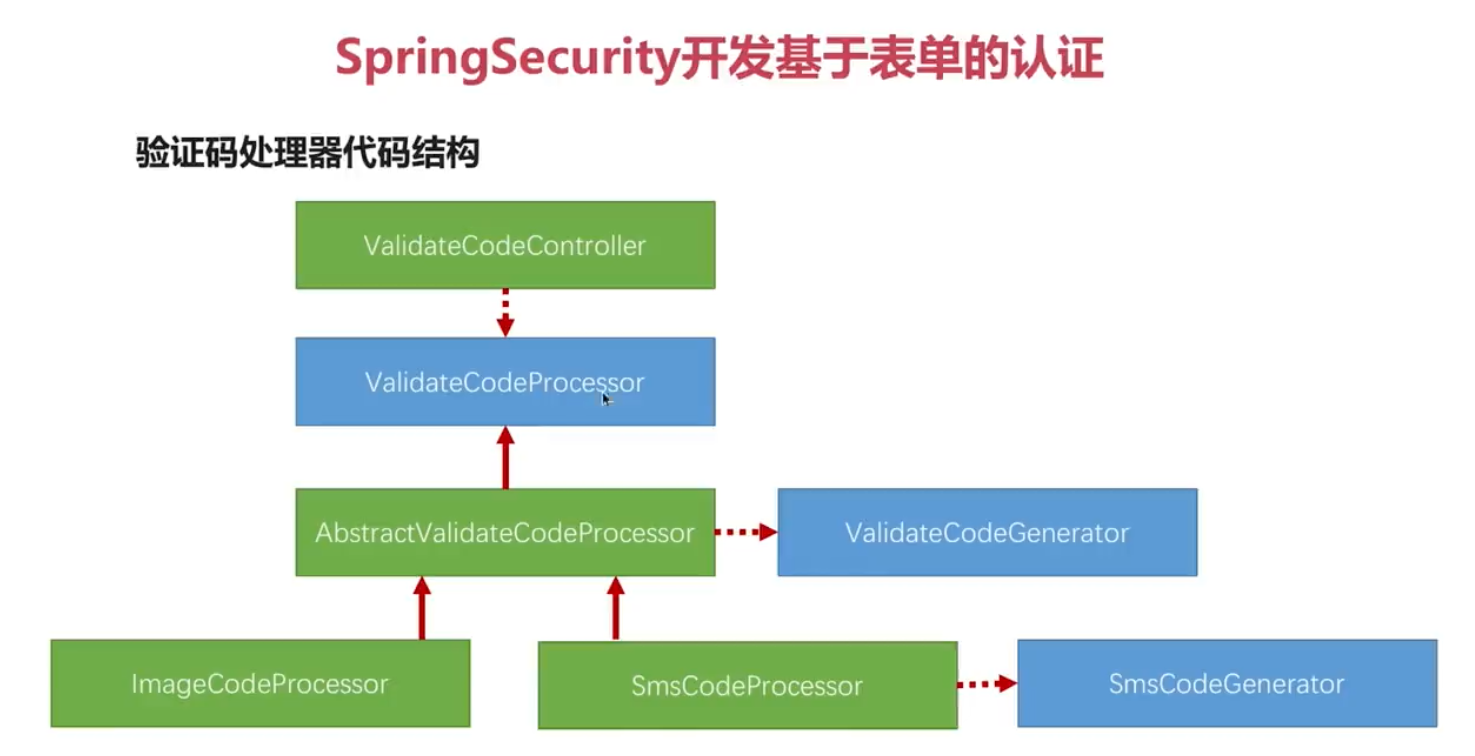 SpringSecurity开发基于表单的认证
验证码处理器代码结构
ValidateCodeController
ValidateCodeProcessor
AbstractValidateCodeProcessor
ValidateCodeGenerator
ImageCodeProcessor
SmsCodeProcessor
SmsCodeGenerator